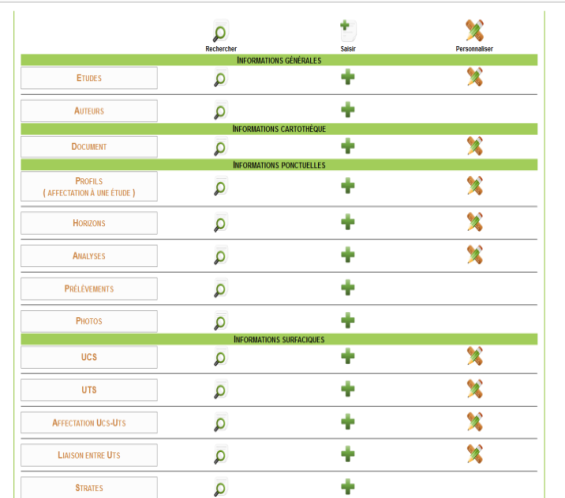 Rechercher Saisir Personnaliser
INFORMATIONS GÉNÉRALES
ETUDES
AUTEURS
INFORMATIONS CARTOTHÈQUE
DOCUMENT
INFORMATIONS PONCTUELLES
PROFILS
( AFFECTATION À UNE ÉTUDE )
HORIZONS
ANALYSES
PRÉLÈVEMENTS
PHOTOS
INFORMATIONS SURFACIQUES
UCS
UTS
AFFECTATION UCS-UTS
LIAISON ENTRE UTS
STRATES